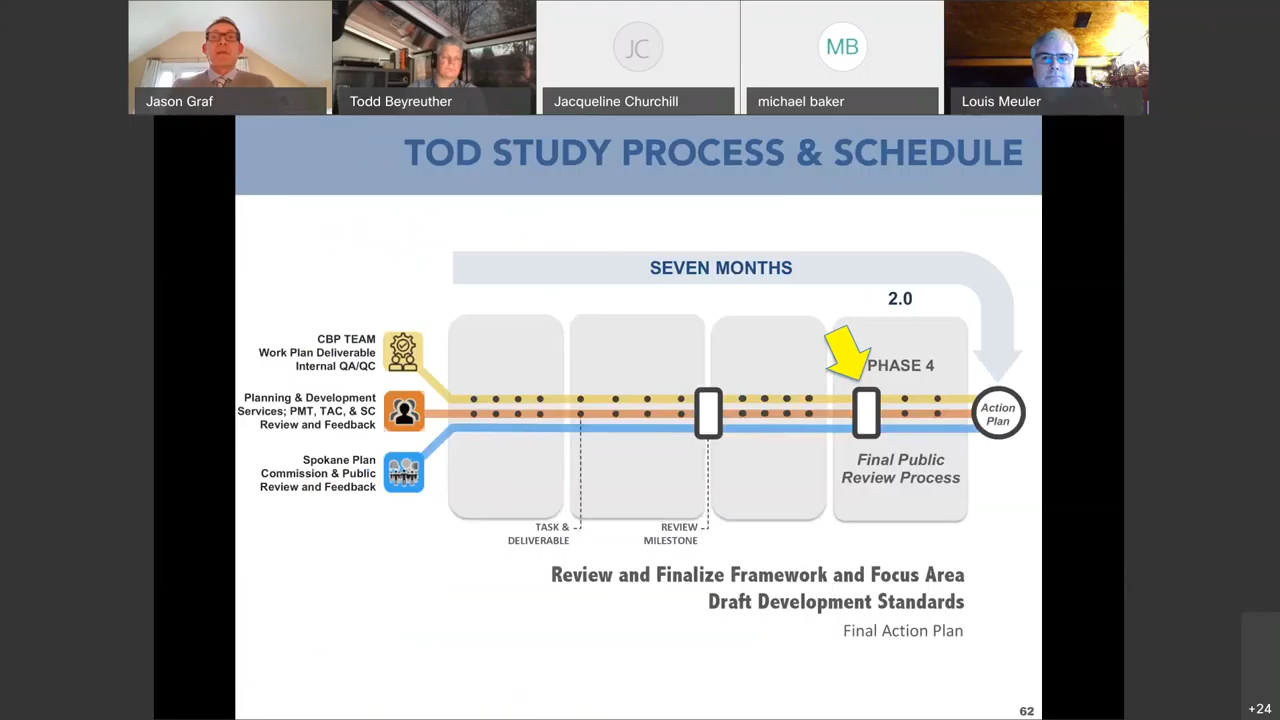 JC
MB
Jason Graf
Todd Beyreuther
Jacqueline Churchill
michael baker
Louis Meuler
TOD STUDY PROCESS & SCHEDULE
SEVEN MONTHS
2.0
CBP TEAM
Work Plan Deliverable
Internal QA/QC
PHASE 4
Planning & Development
Services; PMT, TAC, & SC
Review and Feedback
Action
Plan
Spokane Plan
Commission & Public
Review and Feedback
Final Public
Review Process
TASK &
DELIVERABLE
REVIEW
MILESTONE
Review and Finalize Framework and Focus Area
Draft Development Standards
Final Action Plan
62
+24